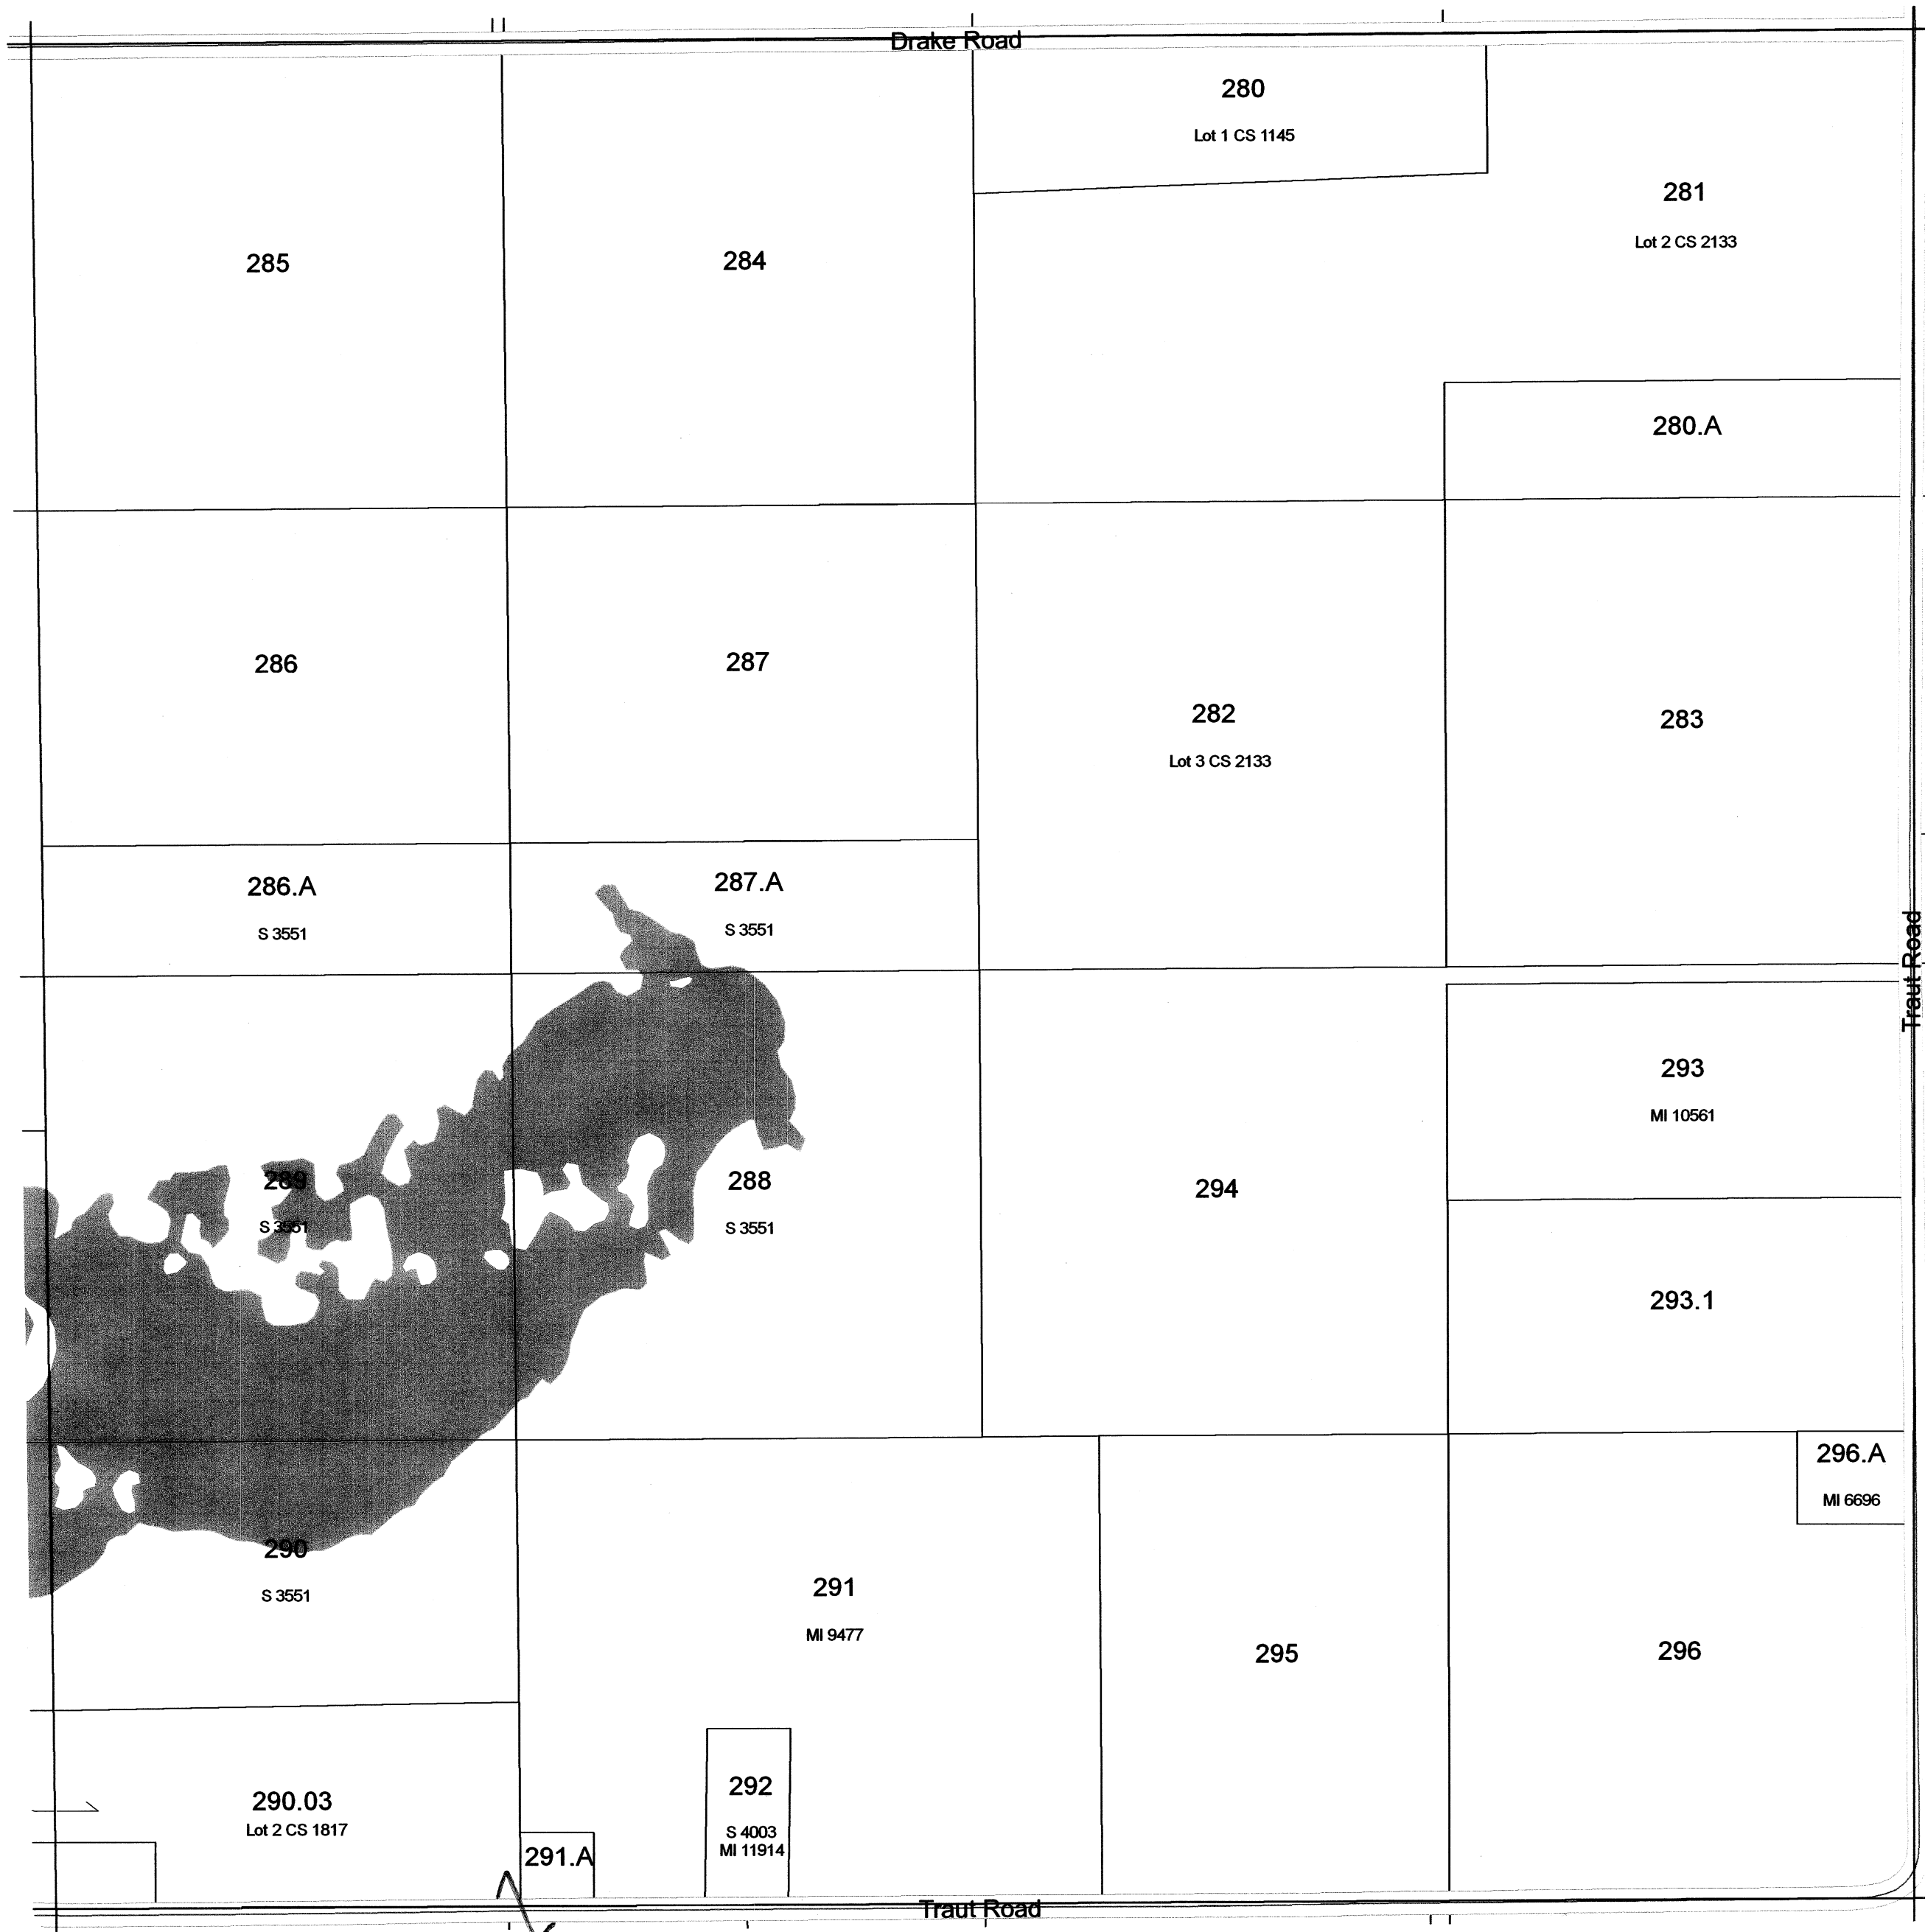 Drake Road
280
Lot 1 CS 1145
281
Lot 2 CS 2133
285
284
280.A
286
287
282
Lot 3 CS 2133
283
286.A
S 3551
287.A
S 3551
Traut Road
293
MI 10561
289
S 3551
288
S 3551
294
293.1
296.A
MI 6696
290
S 3551
291
MI 9477
295
296
290.03
Lot 2 CS 1817
292
S 4003
MI 11914
291.A
Traut Road